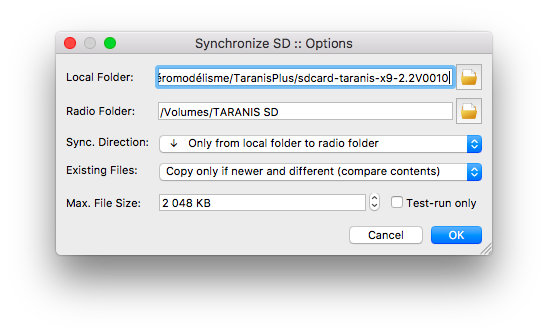 Synchronize SD :: Options
Local Folder: éromodélisme/TaranisPlus/sdcard-taranis-x9-2.2V0010
Radio Folder: /Volumes/TARANIS SD
Sync. Direction: ↓ Only from local folder to radio folder
Existing Files: Copy only if newer and different (compare contents)
Max. File Size: 2 048 KB Test-run only
Cancel OK